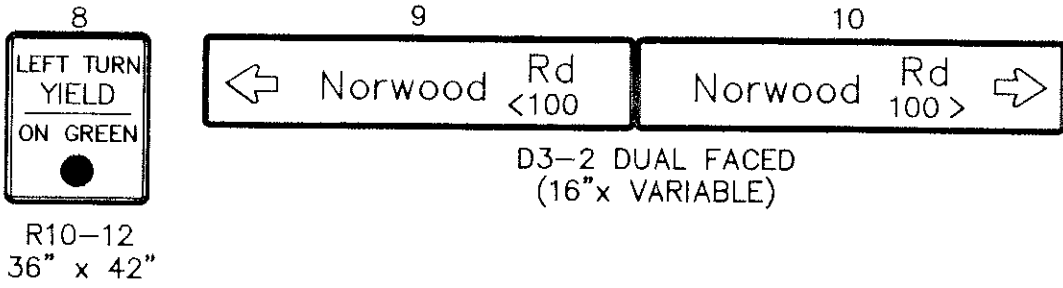 8
LEFT TURN
YIELD
ON GREEN
R10-12
36" x 42"
9
Norwood Rd
<100
10
Norwood Rd
100 >
D3-2 DUAL FACED
(16"x VARIABLE)